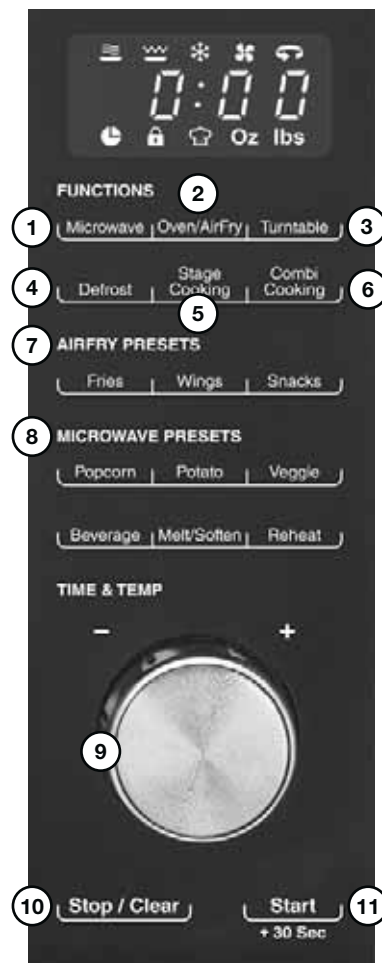 0:00
Oz lbs
FUNCTIONS 2
1 Microwave Oven/AirFry Turntable 3
4 Defrost Stage Cooking Combi Cooking 6
5
7 AIRFRY PRESETS
Fries Wings Snacks
8 MICROWAVE PRESETS
Popcorn Potato Veggie
Beverage Melt/Soften Reheat
TIME & TEMP
- +
9
10 Stop / Clear Start 11
+ 30 Sec